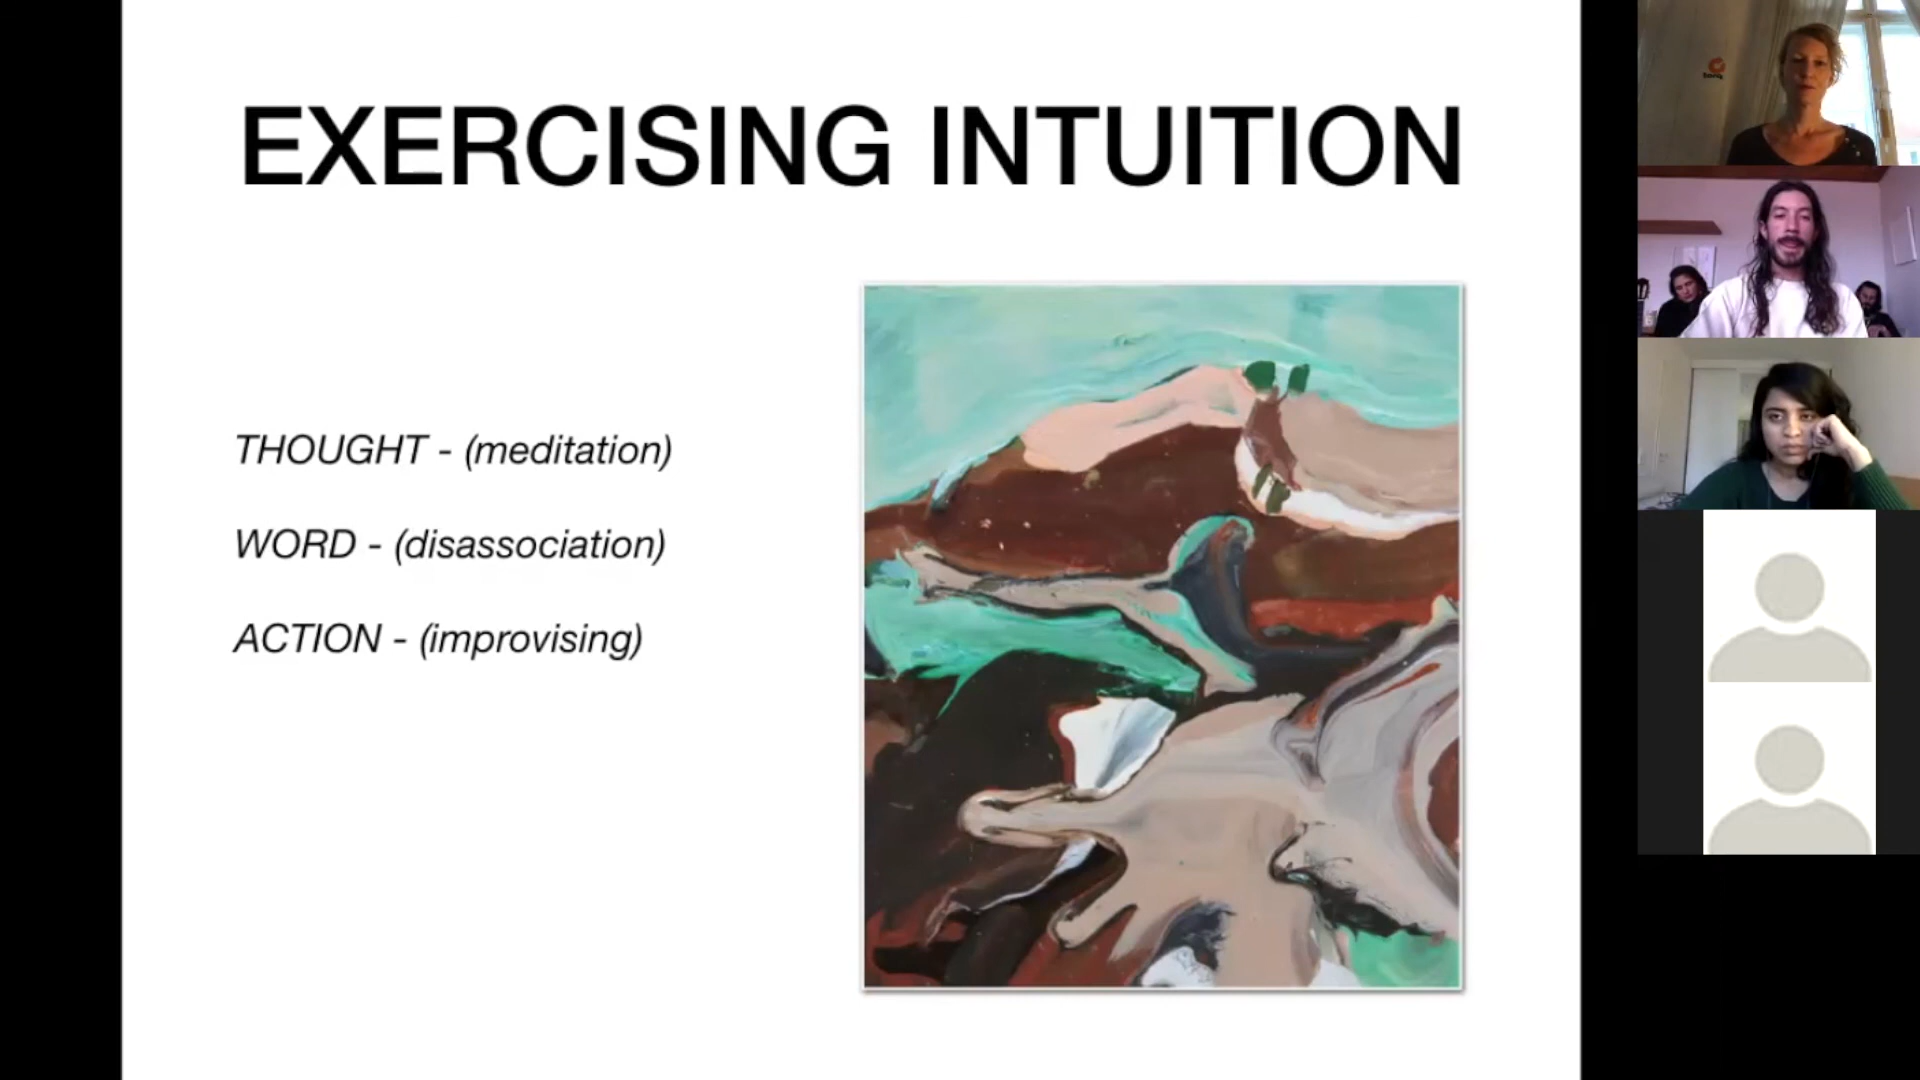 EXERCISING INTUITION
THOUGHT - (meditation)
WORD - (disassociation)
ACTION - (improvising)